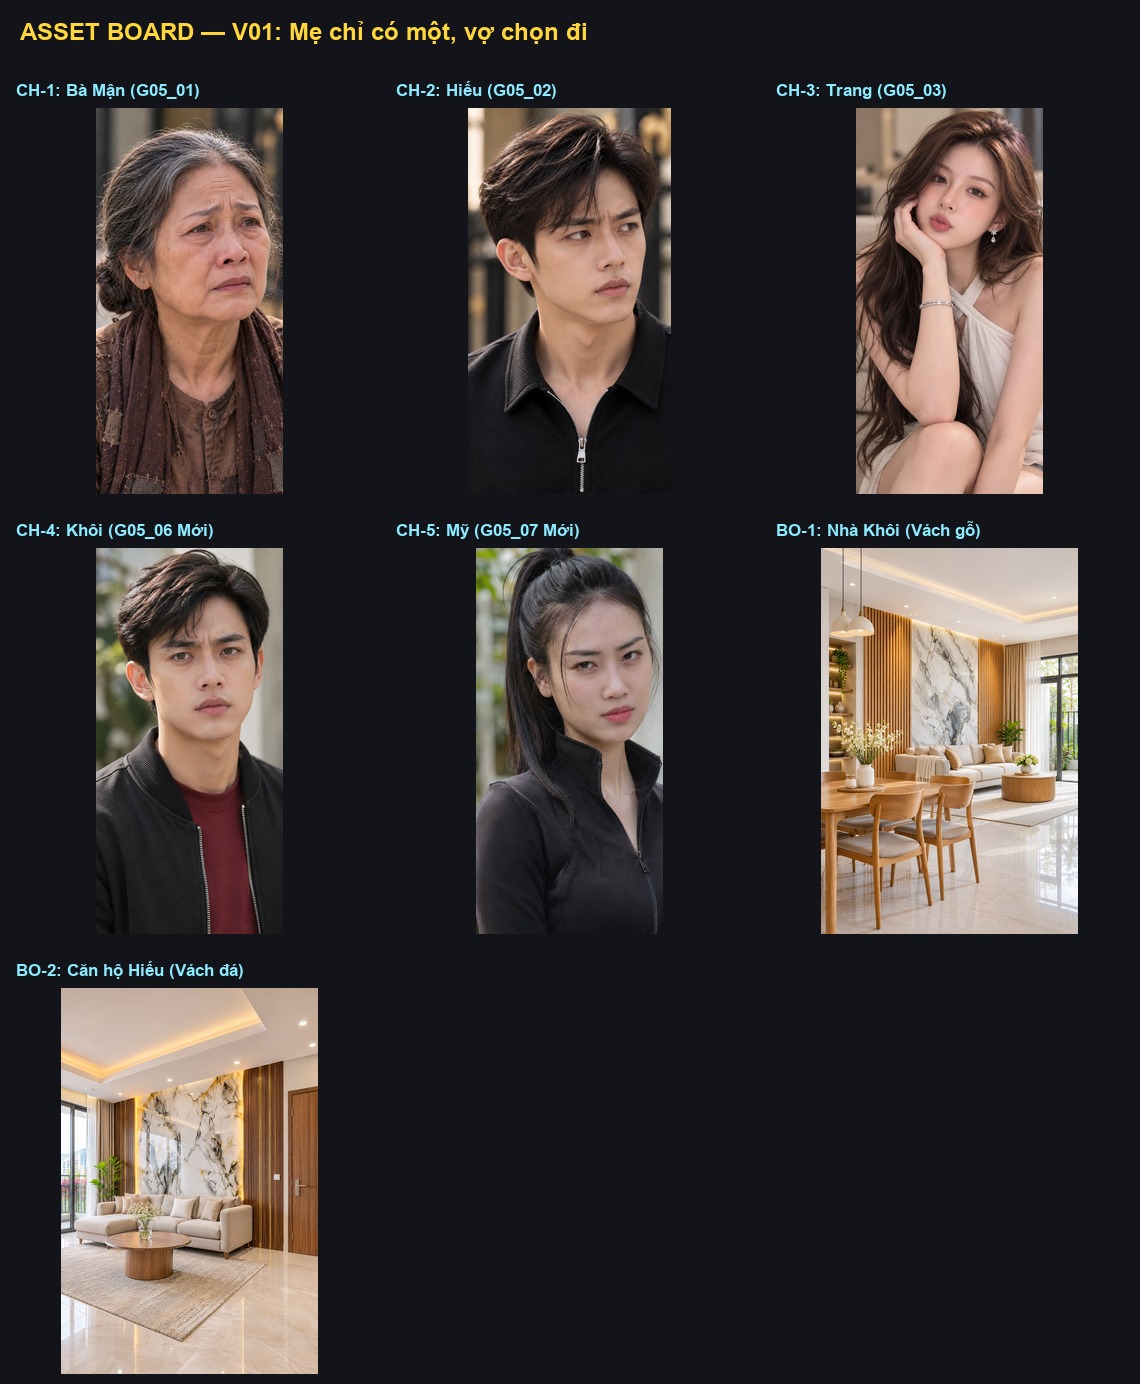 ASSET BOARD — V01: Mẹ chỉ có một, vợ chọn đi
CH-1: Bà Mận (G05_01)
CH-2: Hiếu (G05_02)
CH-3: Trang (G05_03)
CH-4: Khôi (G05_06 Mới)
CH-5: Mỹ (G05_07 Mới)
BO-1: Nhà Khôi (Vách gỗ)
BO-2: Căn hộ Hiếu (Vách đá)